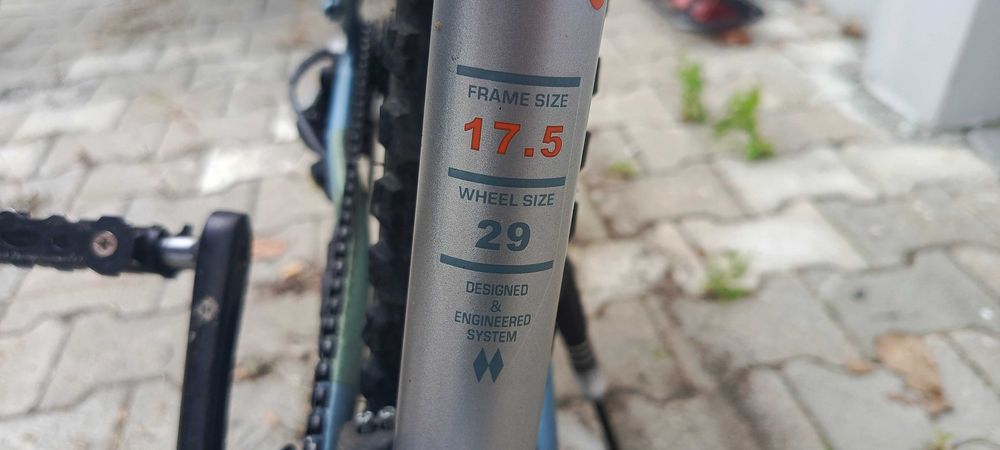 FRAME SIZE
17.5
WHEEL SIZE
29
DESIGNED
&
ENGINEERED
SYSTEM